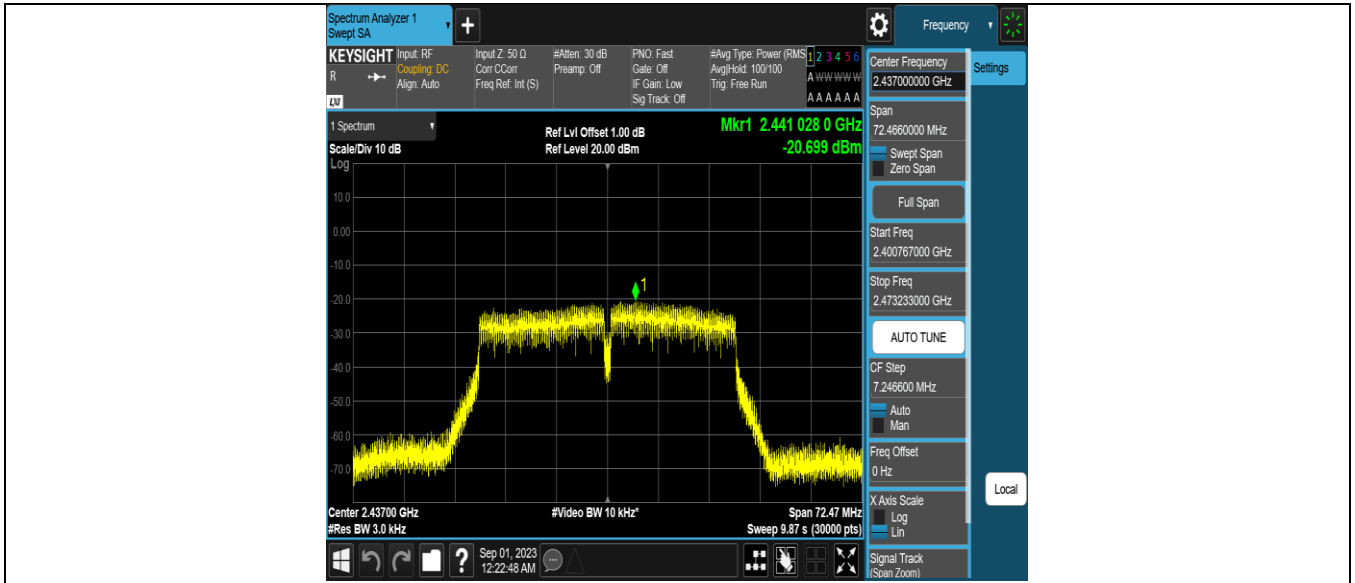 Spectrum Analyzer 1
Swept SA
+
Frequency
KEYSIGHT
R
LXI
Input: RF
Coupling: DC
Align: Auto
Input Z: 50 Ω
Corr CCorr
Freq Ref: Int (S)
#Atten: 30 dB
Preamp: Off
PNO: Fast
Gate: Off
IF Gain: Low
Sig Track: Off
#Avg Type: Power (RMS
Avg|Hold: 100/100
Trig: Free Run
1 2 3 4 5 6
A W W W W W
A A A A A A
1 Spectrum
Scale/Div 10 dB
Log
Ref Lvl Offset 1.00 dB
Ref Level 20.00 dBm
Mkr1 2.441 028 0 GHz
-20.699 dBm
10.0
0.00
-10.0
-20.0
-30.0
-40.0
-50.0
-60.0
-70.0
1
Center 2.43700 GHz
#Res BW 3.0 kHz
#Video BW 10 kHz*
Span 72.47 MHz
Sweep 9.87 s (30000 pts)
?
Sep 01, 2023
12:22:48 AM
Center Frequency
2.437000000 GHz
Span
72.4660000 MHz
Swept Span
Zero Span
Full Span
Start Freq
2.400767000 GHz
Stop Freq
2.473233000 GHz
AUTO TUNE
CF Step
7.246600 MHz
Auto
Man
Freq Offset
0 Hz
X Axis Scale
Log
Lin
Signal Track
(Span Zoom)
Settings
Local